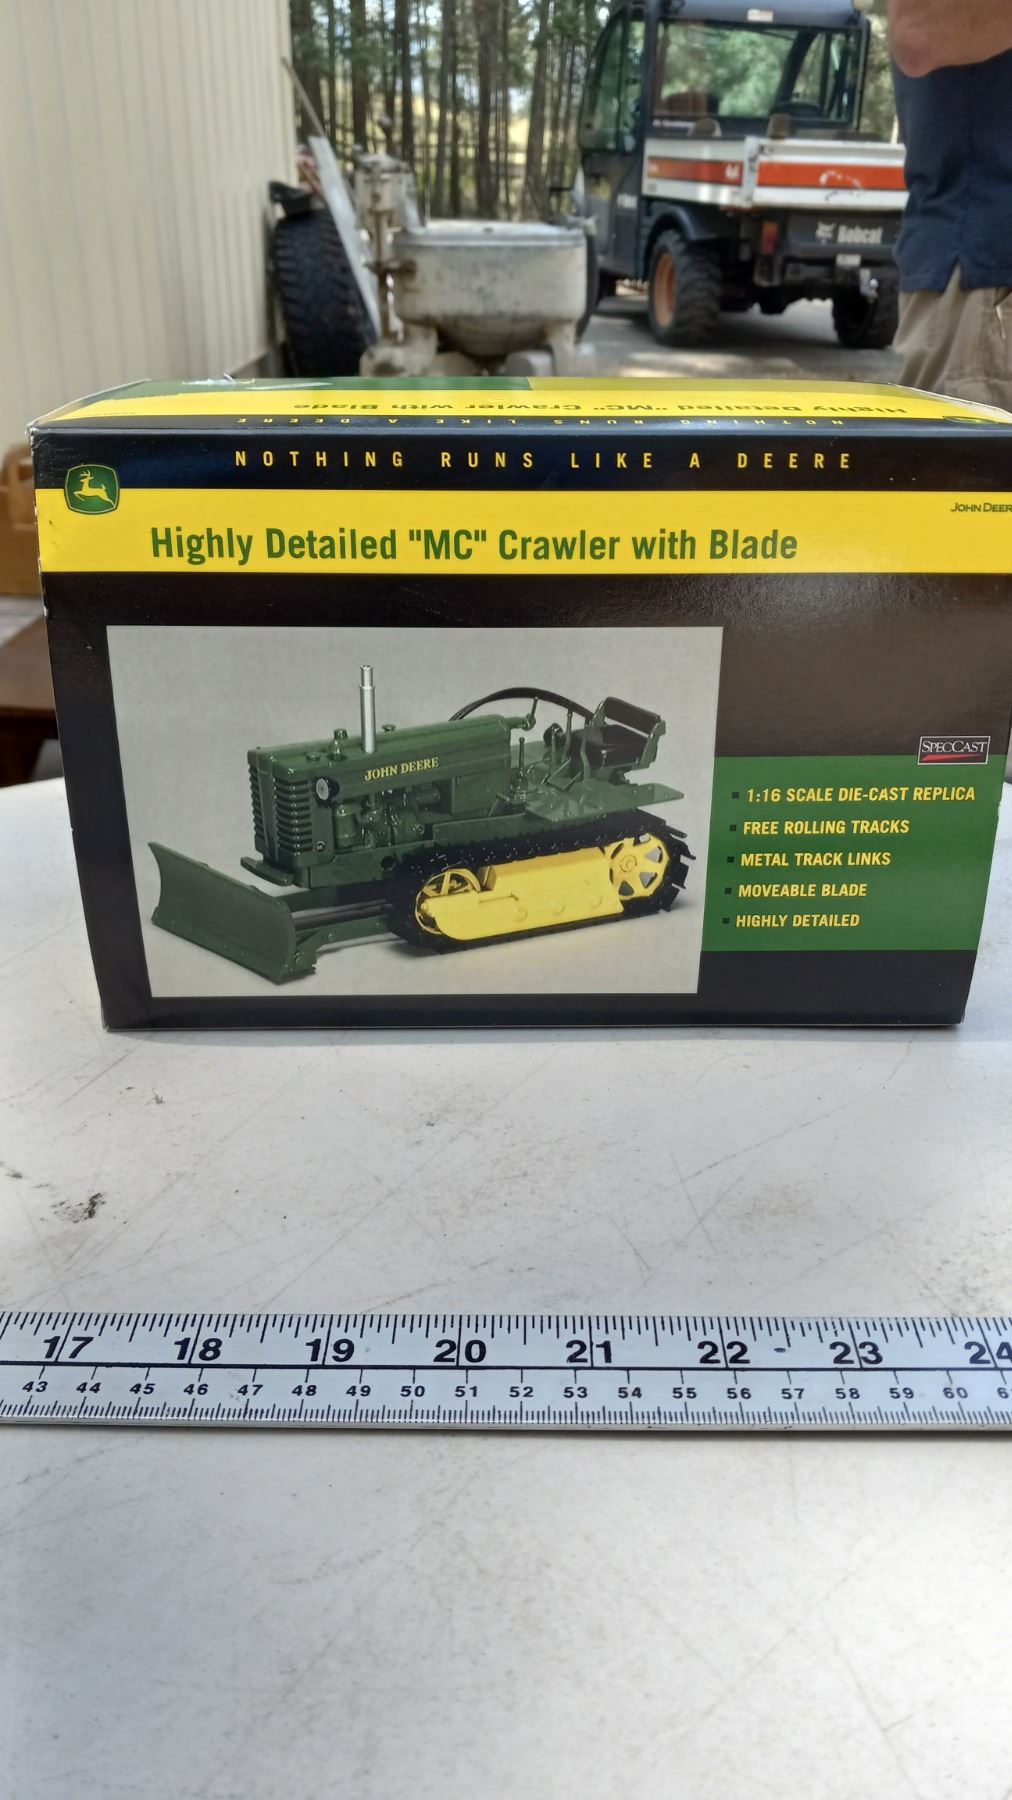 Bobcat
Highly Detailed "MC" Crawler with Blade
NOTHING RUNS LIKE A DEERE
NOTHING RUNS LIKE A DEERE
JOHN DEER
Highly Detailed "MC" Crawler with Blade
SPECCAST
JOHN DEERE
1:16 SCALE DIE-CAST REPLICA
FREE ROLLING TRACKS
METAL TRACK LINKS
MOVEABLE BLADE
HIGHLY DETAILED
17 18 19 20 21 22 23 24
43 44 45 46 47 48 49 50 51 52 53 54 55 56 57 58 59 60